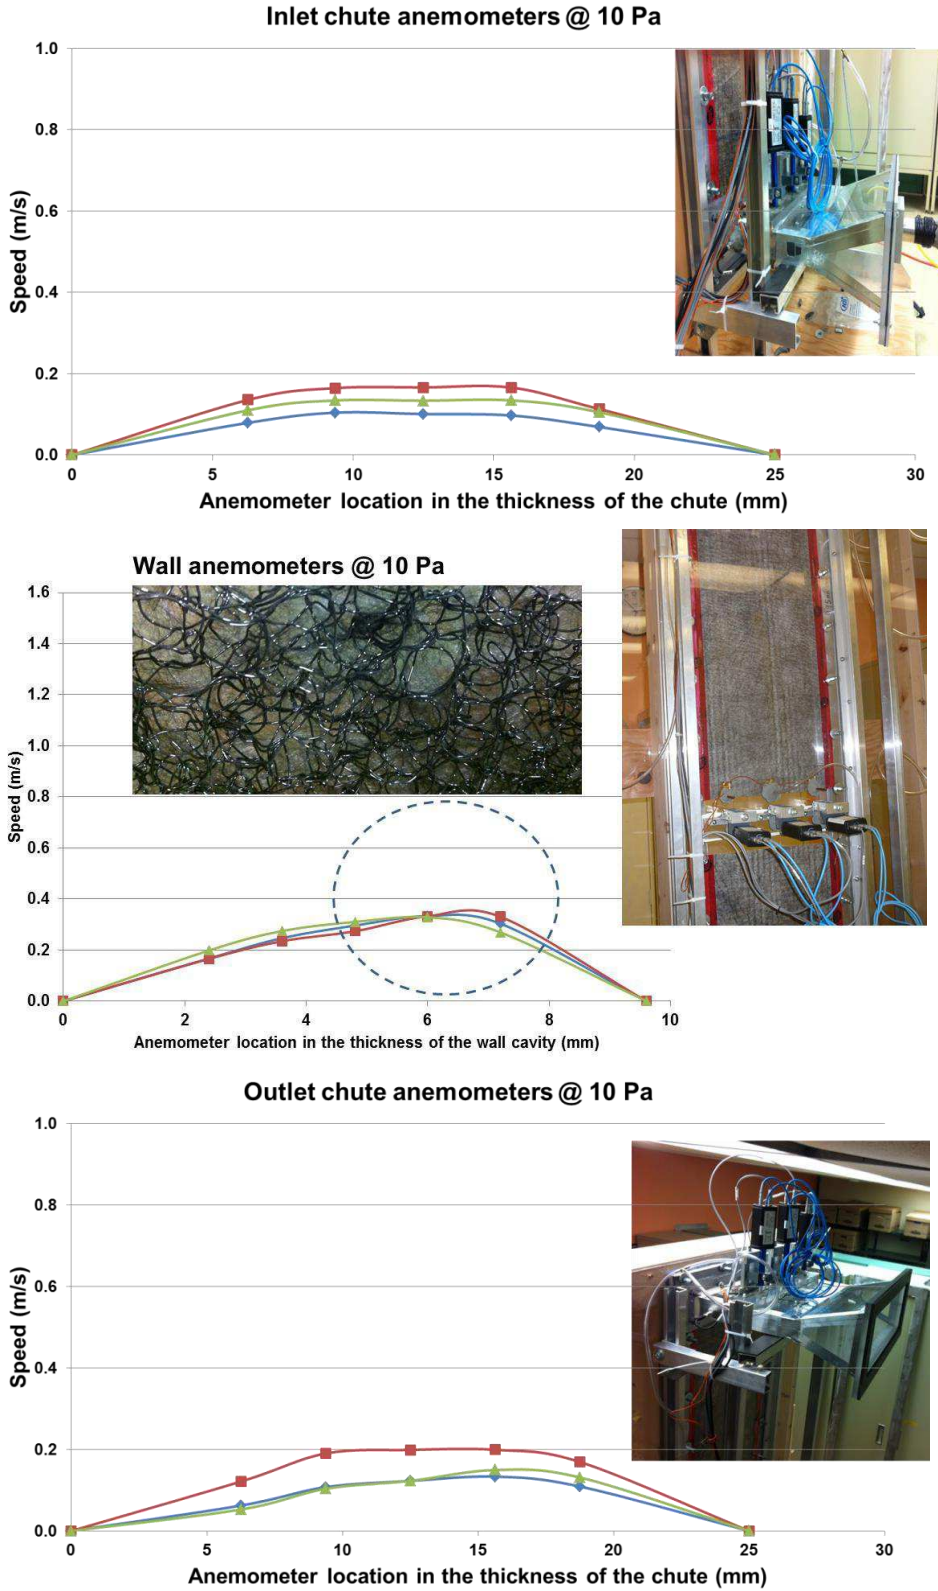 Inlet chute anemometers @ 10 Pa
1.0
0.8
0.6
0.4
0.2
0.0
Speed (m/s)
0 5 10 15 20 25 30
Anemometer location in the thickness of the chute (mm)
Wall anemometers @ 10 Pa
1.6
1.4
1.2
1.0
0.8
0.6
0.4
0.2
0.0
Speed (m/s)
0 2 4 6 8 10
Anemometer location in the thickness of the wall cavity (mm)
Outlet chute anemometers @ 10 Pa
1.0
0.8
0.6
0.4
0.2
0.0
Speed (m/s)
0 5 10 15 20 25 30
Anemometer location in the thickness of the chute (mm)